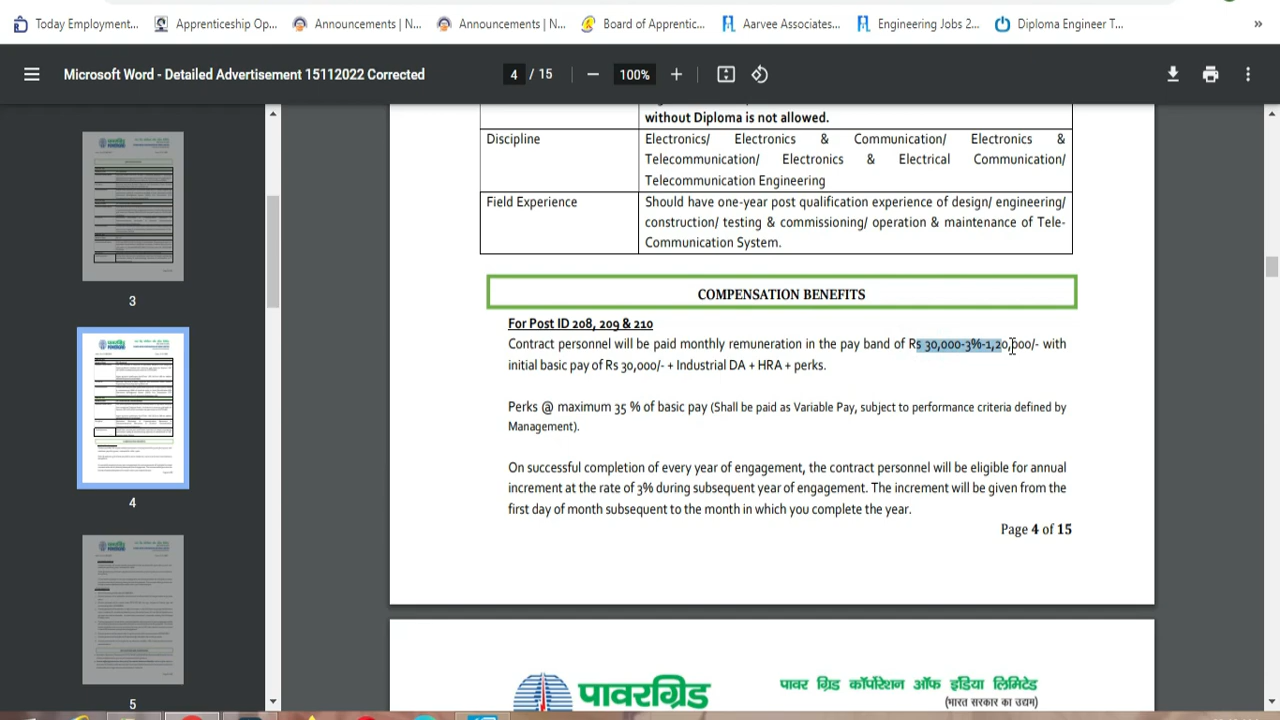 Today Employment... Apprenticeship Op... Announcements | N... Announcements | N... Board of Apprentic... Aarvee Associates... Engineering Jobs 2... Diploma Engineer T... »
Microsoft Word - Detailed Advertisement 15112022 Corrected 4 / 15 100%
without Diploma is not allowed.
Discipline Electronics/ Electronics & Communication/ Electronics &
Telecommunication/ Electronics & Electrical Communication/
Telecommunication Engineering
Field Experience Should have one-year post qualification experience of design/ engineering/
construction/ testing & commissioning/ operation & maintenance of Tele-
Communication System.
COMPENSATION BENEFITS
For Post ID 208, 209 & 210
Contract personnel will be paid monthly remuneration in the pay band of Rs 30,000-3%-1,20,000/- with
initial basic pay of Rs 30,000/- + Industrial DA + HRA + perks.
Perks @ maximum 35 % of basic pay (Shall be paid as Variable Pay, subject to performance criteria defined by
Management).
On successful completion of every year of engagement, the contract personnel will be eligible for annual
increment at the rate of 3% during subsequent year of engagement. The increment will be given from the
first day of month subsequent to the month in which you complete the year.
Page 4 of 15
पावरग्रिड पावर ग्रिड कॉर्पोरेशन ऑफ इंडिया लिमिटेड
(भारत सरकार का उद्यम)
3
4
5